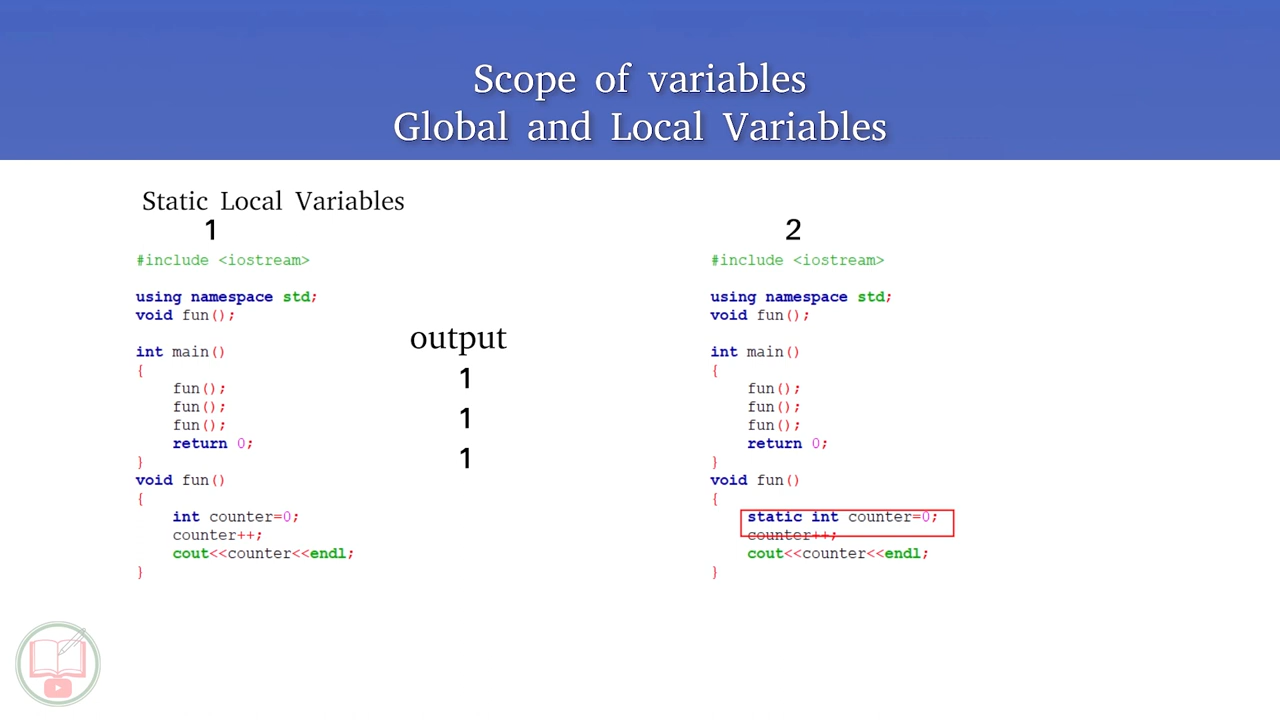 Scope of variables
Global and Local Variables
Static Local Variables
1
#include <iostream>
using namespace std;
void fun();
int main()
{
fun();
fun();
fun();
return 0;
}
void fun()
{
int counter=0;
counter++;
cout<<counter<<endl;
}
output
1
1
1
2
#include <iostream>
using namespace std;
void fun();
int main()
{
fun();
fun();
fun();
return 0;
}
void fun()
{
static int counter=0;
counter++;
cout<<counter<<endl;
}